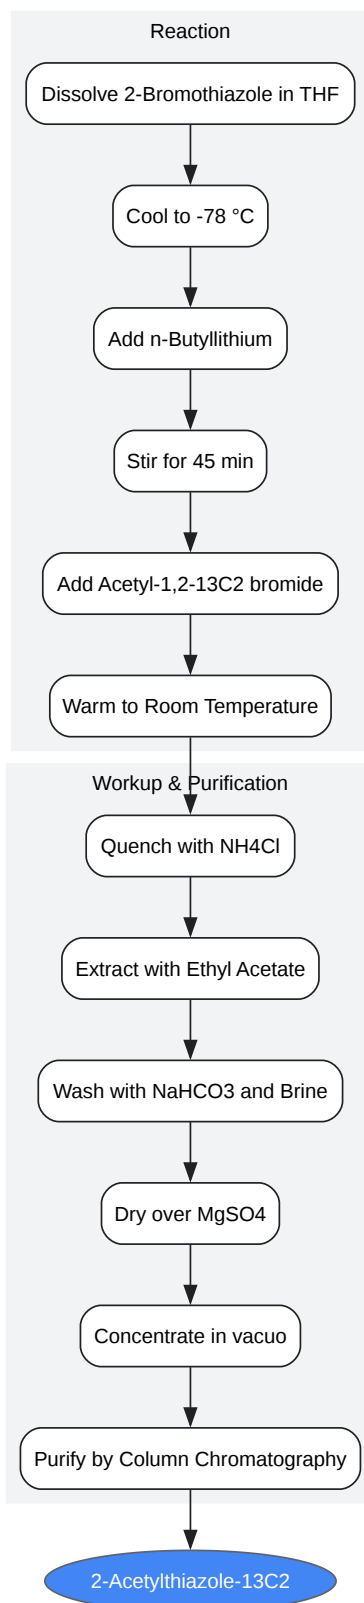 Reaction
Dissolve 2-Bromothiazole in THF
Cool to -78 °C
Add n-Butyllithium
Stir for 45 min
Add Acetyl-1,2-13C2 bromide
Warm to Room Temperature
Workup & Purification
Quench with NH4Cl
Extract with Ethyl Acetate
Wash with NaHCO3 and Brine
Dry over MgSO4
Concentrate in vacuo
Purify by Column Chromatography
2-Acetylthiazole-13C2